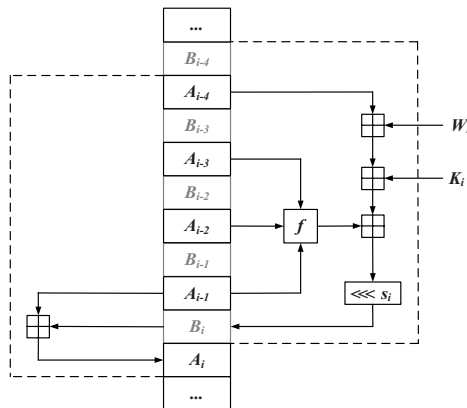 ...
B_{i-4}
A_{i-4}
B_{i-3}
W
K_i
A_{i-3}
B_{i-2}
A_{i-2}
f
B_{i-1}
A_{i-1}
<<< s_i
B_i
A_i
...